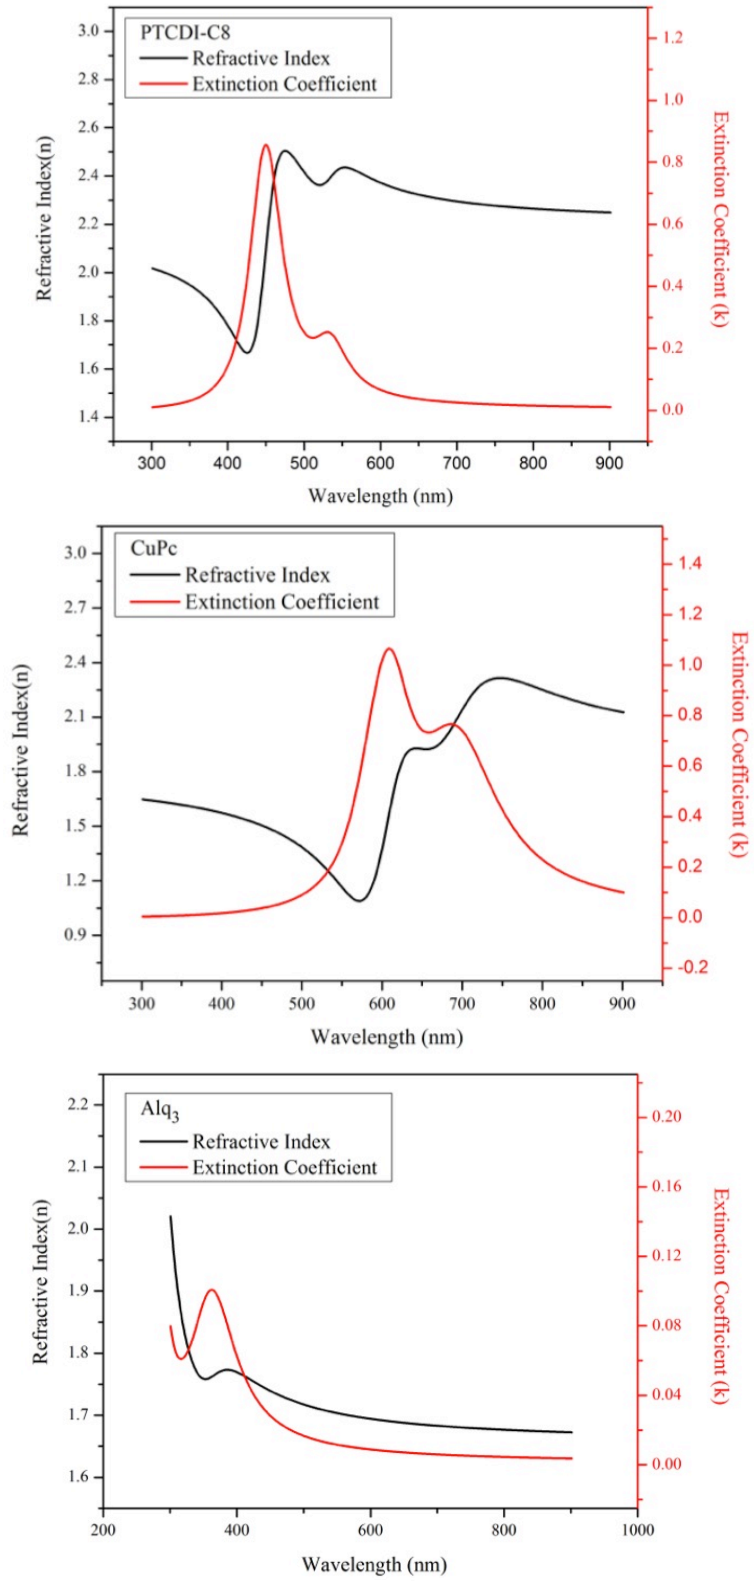 PTCDI-C8
Refractive Index
Extinction Coefficient
3.0
2.8
2.6
2.4
2.2
2.0
1.8
1.6
1.4
Refractive Index(n)
1.2
1.0
0.8
0.6
0.4
0.2
0.0
Extinction Coefficient (k)
300 400 500 600 700 800 900
Wavelength (nm)
CuPc
Refractive Index
Extinction Coefficient
3.0
2.7
2.4
2.1
1.8
1.5
1.2
0.9
Refractive Index(n)
1.4
1.2
1.0
0.8
0.6
0.4
0.2
0.0
-0.2
Extinction Coefficient (k)
300 400 500 600 700 800 900
Wavelength (nm)
Alq3
Refractive Index
Extinction Coefficient
2.2
2.1
2.0
1.9
1.8
1.7
1.6
Refractive Index(n)
0.20
0.16
0.12
0.08
0.04
0.00
Extinction Coefficient (k)
200 400 600 800 1000
Wavelength (nm)